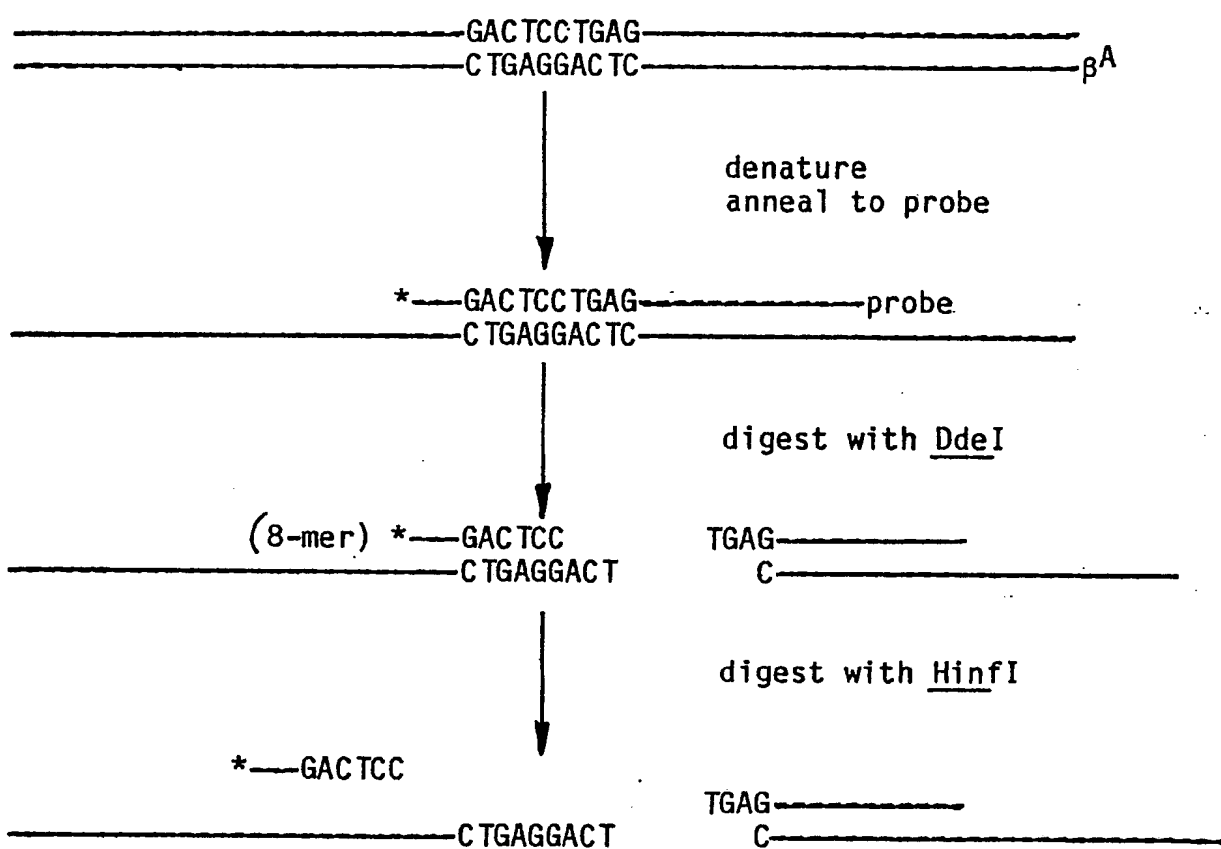 GACTCCTGAG
CTGAGGACTC βA
denature
anneal to probe
*—GACTCCTGAG probe
CTGAGGACTC
digest with DdeI
(8-mer) *—GACTCC TGAG
CTGAGGACT C
digest with HinfI
*—GACTCC
TGAG
CTGAGGACT C